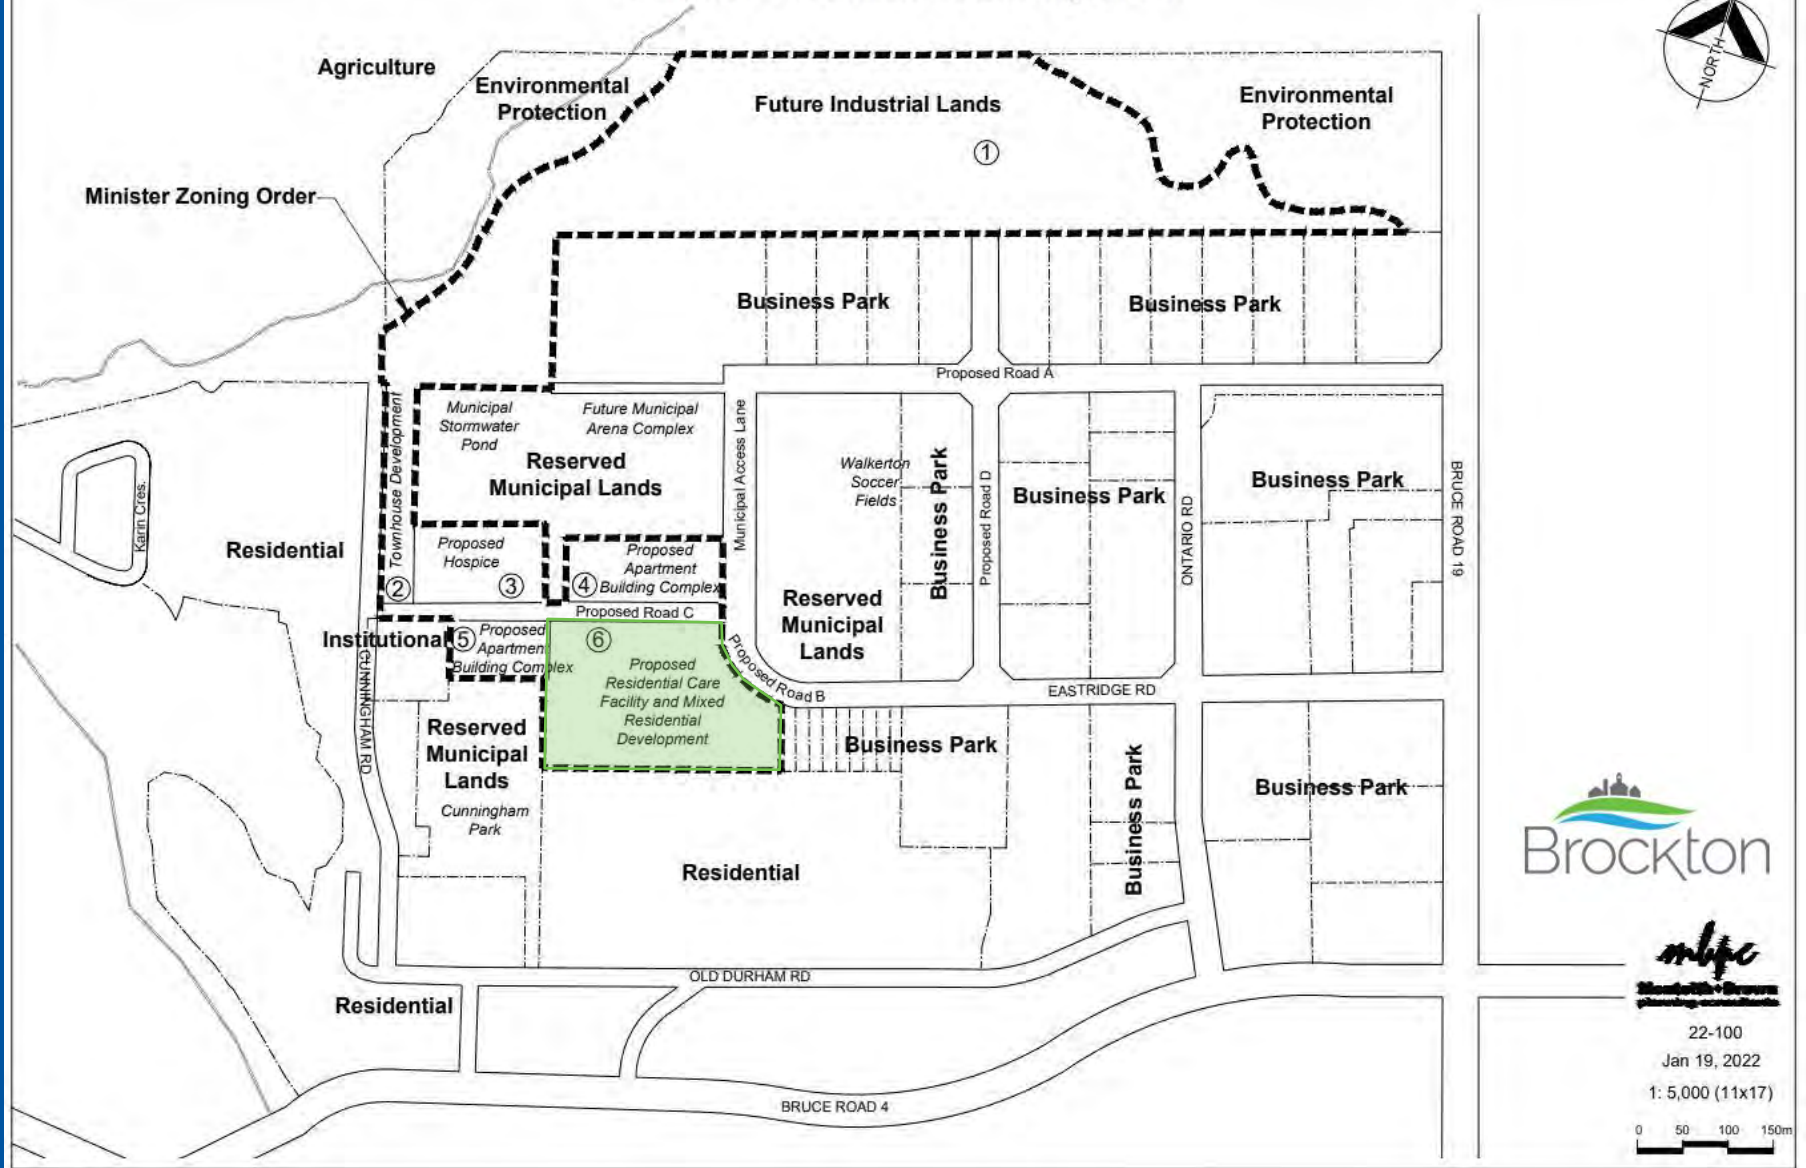 NORTH
Agriculture
Environmental
Protection
Future Industrial Lands
①
Environmental
Protection
Minister Zoning Order
Business Park
Business Park
Proposed Road A
Townhouse Development
②
Municipal
Stormwater
Pond
Future Municipal
Arena Complex
Reserved
Municipal Lands
Municipal Access Lane
Walkerton
Soccer
Fields
Business Park
Proposed Road D
Business Park
ONTARIO RD
Business Park
BRUCE ROAD 19
Karin Cres.
Residential
Proposed
Hospice
③
④
Proposed
Apartment
Building Complex
Reserved
Municipal
Lands
Proposed Road C
Institutional
⑤
Proposed
Apartment
Building Complex
⑥
Proposed
Residential Care
Facility and Mixed
Residential
Development
Proposed Road B
EASTRIDGE RD
CUNNINGHAM RD
Reserved
Municipal
Lands
Cunningham
Park
Business Park
Business Park
Business Park
Residential
OLD DURHAM RD
Residential
BRUCE ROAD 4
Brockton
mbpc
Monteith+Brown
planning consultants
22-100
Jan 19, 2022
1: 5,000 (11x17)
0 50 100 150m